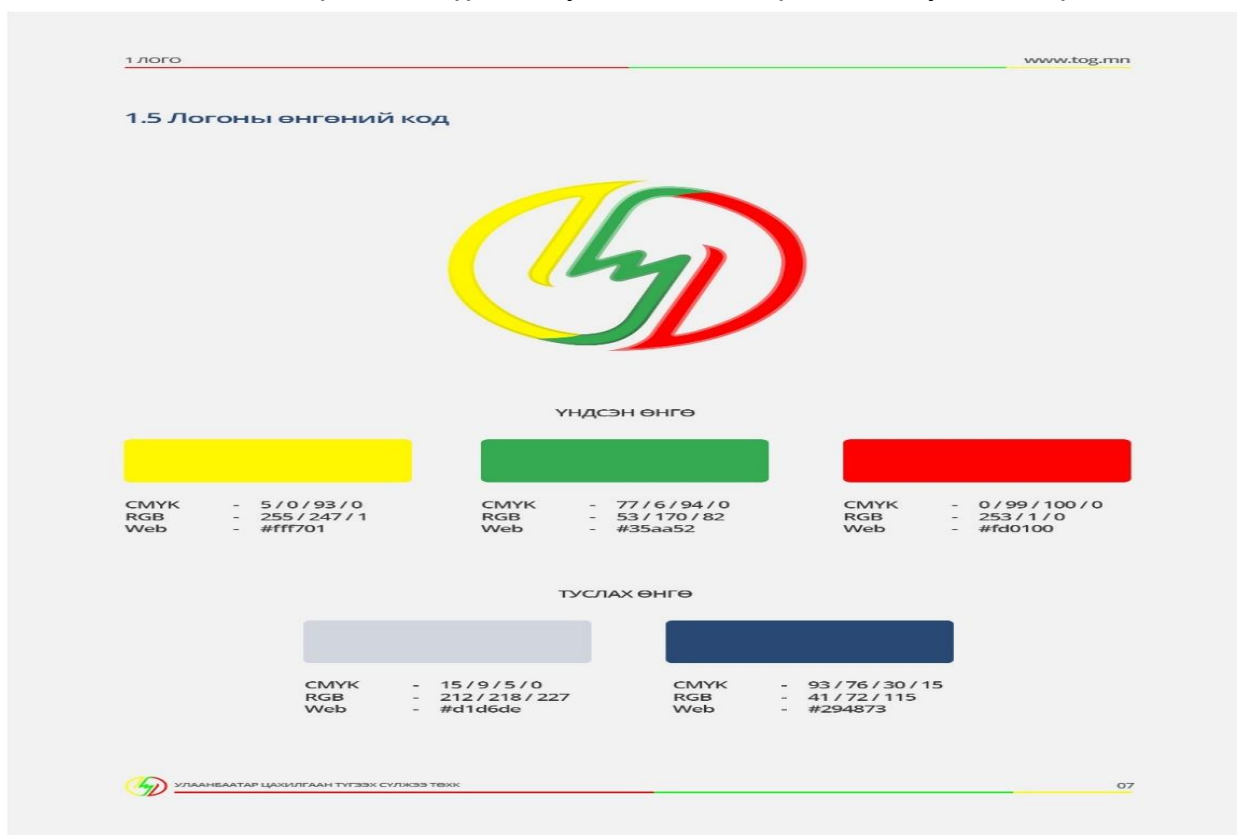 1 ЛОГО
www.tog.mn
1.5 Логоны өнгөний код
ҮНДСЭН ӨНГӨ
CMYK - 5 / 0 / 93 / 0
RGB - 255 / 247 / 1
Web - #fff701
CMYK - 77 / 6 / 94 / 0
RGB - 53 / 170 / 82
Web - #35aa52
CMYK - 0 / 99 / 100 / 0
RGB - 253 / 1 / 0
Web - #fd0100
ТУСЛАХ ӨНГӨ
CMYK - 15 / 9 / 5 / 0
RGB - 212 / 218 / 227
Web - #d1d6de
CMYK - 93 / 76 / 30 / 15
RGB - 41 / 72 / 115
Web - #294873
УЛААНБААТАР ЦАХИЛГААН ТҮГЭЭХ СҮЛЖЭЭ ТӨХК
07